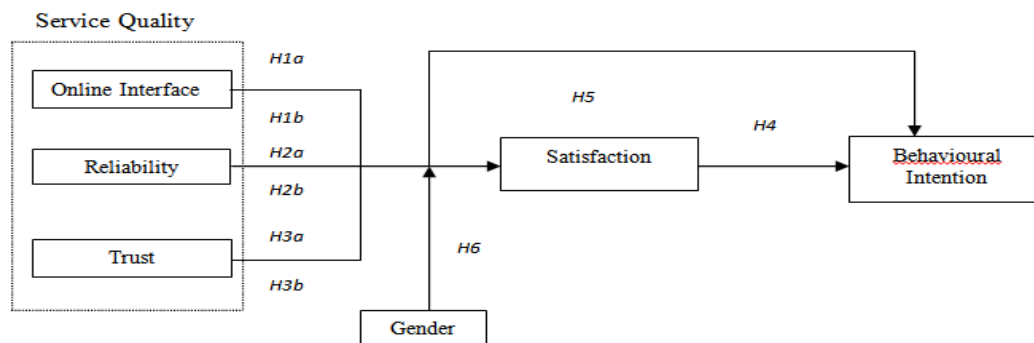 Service Quality
H1a
Online Interface
H1b
H5
H4
H2a
Reliability
Satisfaction
Behavioural
Intention
H2b
H3a
Trust
H6
H3b
Gender